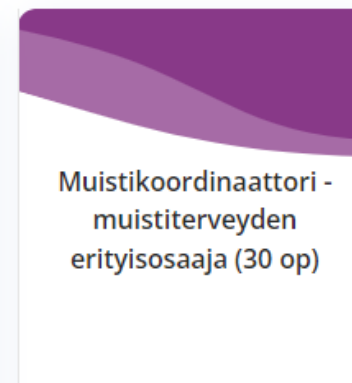 Muistikoordinaattori -
muistiterveyden
erityisosaaja (30 op)